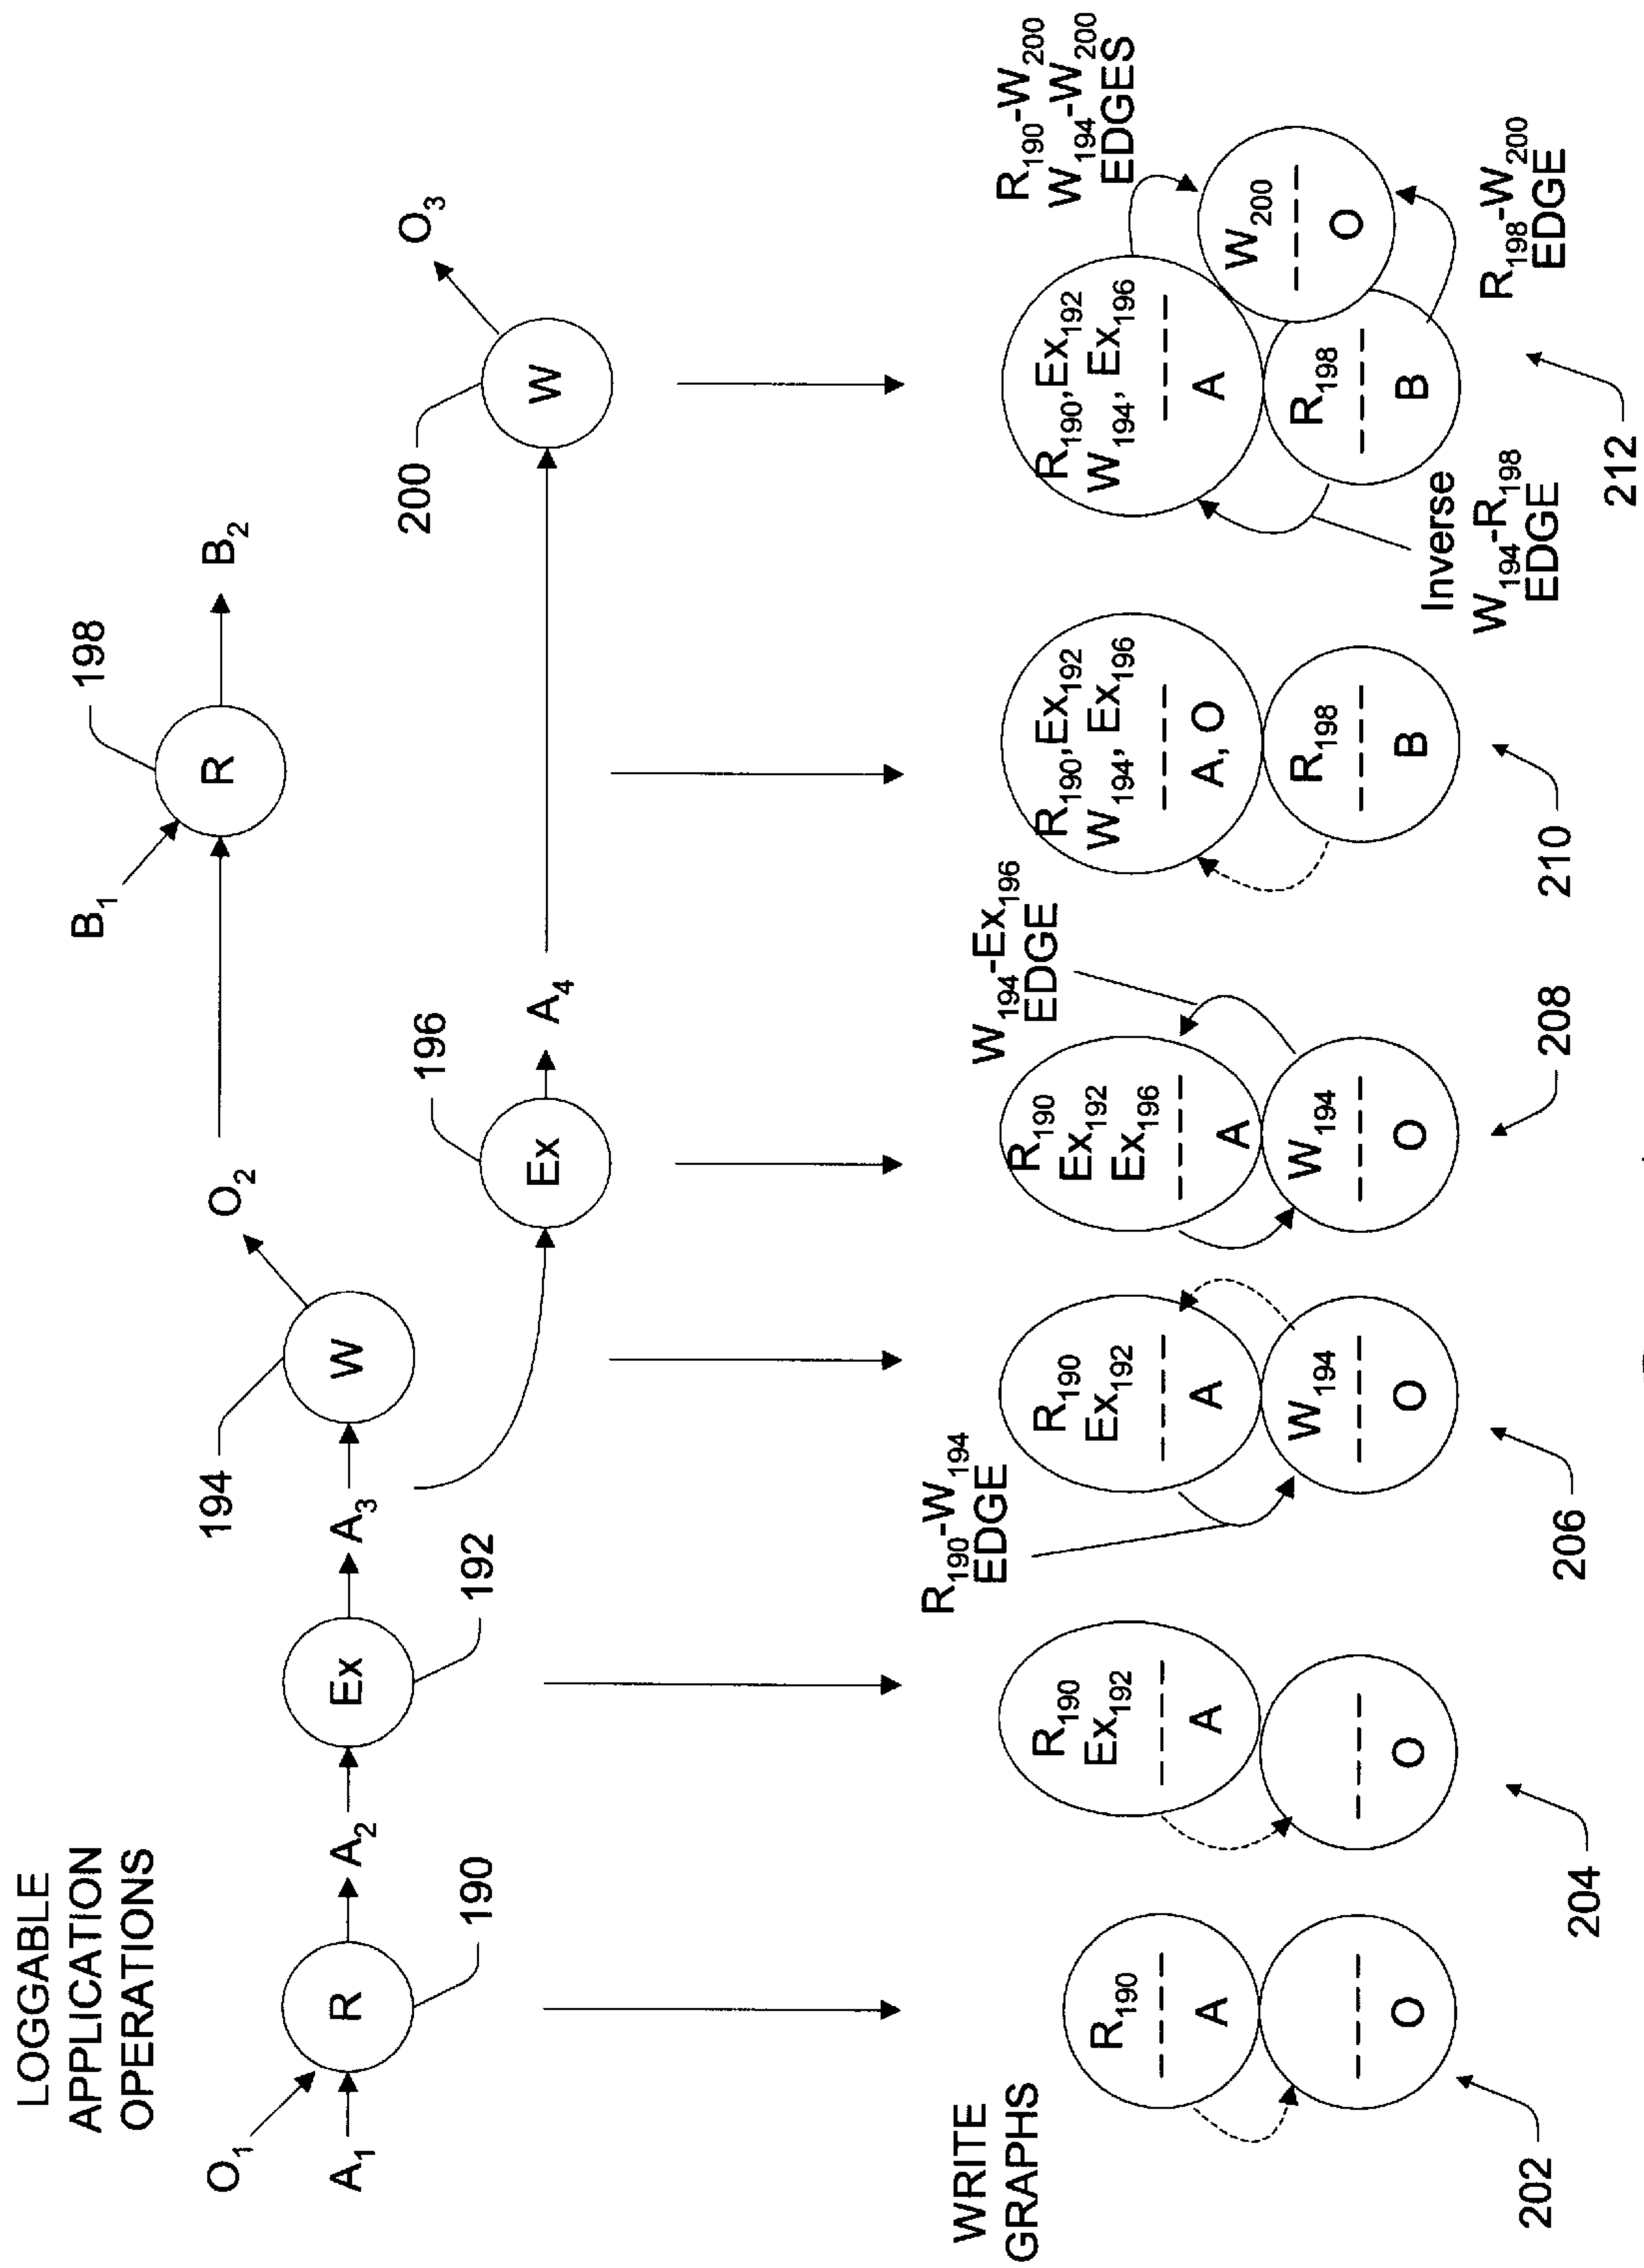 LOGGABLE
APPLICATION
OPERATIONS
O₁
A₁
R
190
A₂
Ex
192
A₃
W
194
O₂
Ex
196
A₄
B₁
R
198
B₂
W
200
O₃
WRITE
GRAPHS
R₁₉₀
A
O
202
R₁₉₀
Ex₁₉₂
A
O
204
R₁₉₀-W₁₉₄
EDGE
R₁₉₀
Ex₁₉₂
A
W₁₉₄
O
206
W₁₉₄-Ex₁₉₆
EDGE
R₁₉₀
Ex₁₉₂
Ex₁₉₆
A
W₁₉₄
O
208
R₁₉₀,Ex₁₉₂
W₁₉₄, Ex₁₉₆
A, O
R₁₉₈
B
210
R₁₉₀-W₂₀₀
W₁₉₄-W₂₀₀
EDGES
R₁₉₀,Ex₁₉₂
W₁₉₄, Ex₁₉₆
A
W₂₀₀
O
R₁₉₈
B
Inverse
W₁₉₄-R₁₉₈
EDGE
R₁₉₈-W₂₀₀
EDGE
212